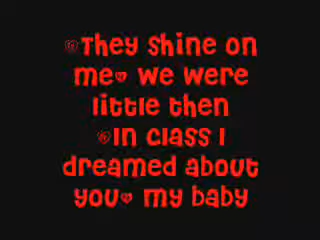 They shine on
me we were
little then
In class I
dreamed about
you my baby